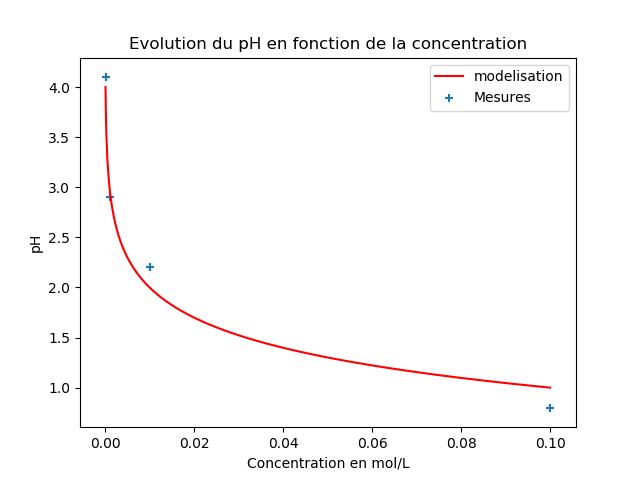 Evolution du pH en fonction de la concentration
modelisation
Mesures
4.0
3.5
3.0
2.5
2.0
1.5
1.0
pH
0.00 0.02 0.04 0.06 0.08 0.10
Concentration en mol/L